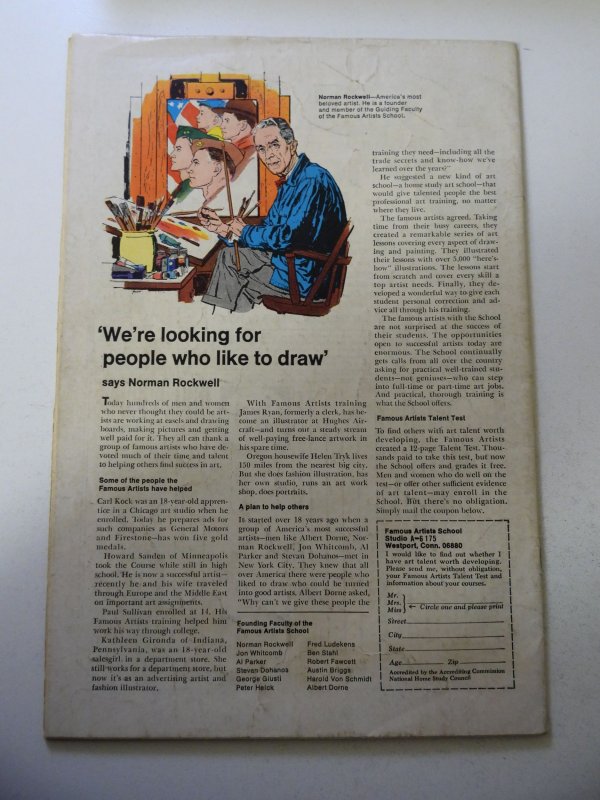 Norman Rockwell—America's most
beloved artist. He is a founder
and member of the Guiding Faculty
of the Famous Artists School.
'We're looking for
people who like to draw'
says Norman Rockwell
Today hundreds of men and women
who never thought they could be art-
ists are working at easels and drawing
boards, making pictures and getting
well paid for it. They all can thank a
group of famous artists who have de-
voted much of their time and talent
to helping others find success in art.
Some of the people the
Famous Artists have helped
Carl Kock was an 18-year-old appren-
tice in a Chicago art studio when he
enrolled. Today he prepares ads for
such companies as General Motors
and Firestone—has won five gold
medals.
Howard Sanden of Minneapolis
took the Course while still in high
school. He is now a successful artist—
recently he and his wife traveled
through Europe and the Middle East
on important art assignments.
Paul Sullivan enrolled at 14. His
Famous Artists training helped him
work his way through college.
Kathleen Gironda of Indiana,
Pennsylvania, was an 18-year-old
salesgirl in a department store. She
still works for a department store, but
now it's as an advertising artist and
fashion illustrator.
With Famous Artists training
James Ryan, formerly a clerk, has be-
come an illustrator at Hughes Air-
craft—and turns out a steady stream
of well-paying free-lance artwork in
his spare time.
Oregon housewife Helen Tryk lives
150 miles from the nearest big city.
But she does fashion illustration, has
her own studio, runs an art work
shop, does portraits.
A plan to help others
It started over 18 years ago when a
group of America's most successful
artists—men like Albert Dorne, Nor-
man Rockwell, Jon Whitcomb, Al
Parker and Stevan Dohanos—met in
New York City. They knew that all
over America there were people who
liked to draw who could be turned
into good artists. Albert Dorne asked,
"Why can't we give these people the
Founding Faculty of the
Famous Artists School
Norman Rockwell
Jon Whitcomb
Al Parker
Stevan Dohanos
George Giusti
Peter Helck
Fred Ludekens
Ben Stahl
Robert Fawcett
Austin Briggs
Harold Von Schmidt
Albert Dorne
training they need—including all the
trade secrets and know-how we've
learned over the years?"
He suggested a new kind of art
school—a home study art school—that
would give talented people the best
professional art training, no matter
where they live.
The famous artists agreed. Taking
time from their busy careers, they
created a remarkable series of art
lessons covering every aspect of draw-
ing and painting. They illustrated
their lessons with over 5,000 "here's-
how" illustrations. The lessons start
from scratch and cover every skill a
top artist needs. Finally, they de-
veloped a wonderful way to give each
student personal correction and ad-
vice all through his training.
The famous artists with the School
are not surprised at the success of
their students. The opportunities
open to successful artists today are
enormous. The School continually
gets calls from all over the country
asking for practical well-trained stu-
dents—not geniuses—who can step
into full-time or part-time art jobs.
And practical, thorough training is
what the School offers.
Famous Artists Talent Test
To find others with art talent worth
developing, the Famous Artists
created a 12-page Talent Test. Thou-
sands paid to take this test, but now
the School offers and grades it free.
Men and women who do well on the
test—or offer other sufficient evidence
of art talent—may enroll in the
School. But there's no obligation.
Simply mail the coupon below.
Famous Artists School
Studio A-6175
Westport, Conn. 06880
I would like to find out whether I
have art talent worth developing.
Please send me, without obligation,
your Famous Artists Talent Test and
information about your courses.
Mr.
Mrs. ← Circle one and please print
Miss
Street
City
State
Age Zip
Accredited by the Accrediting Commission
National Home Study Council